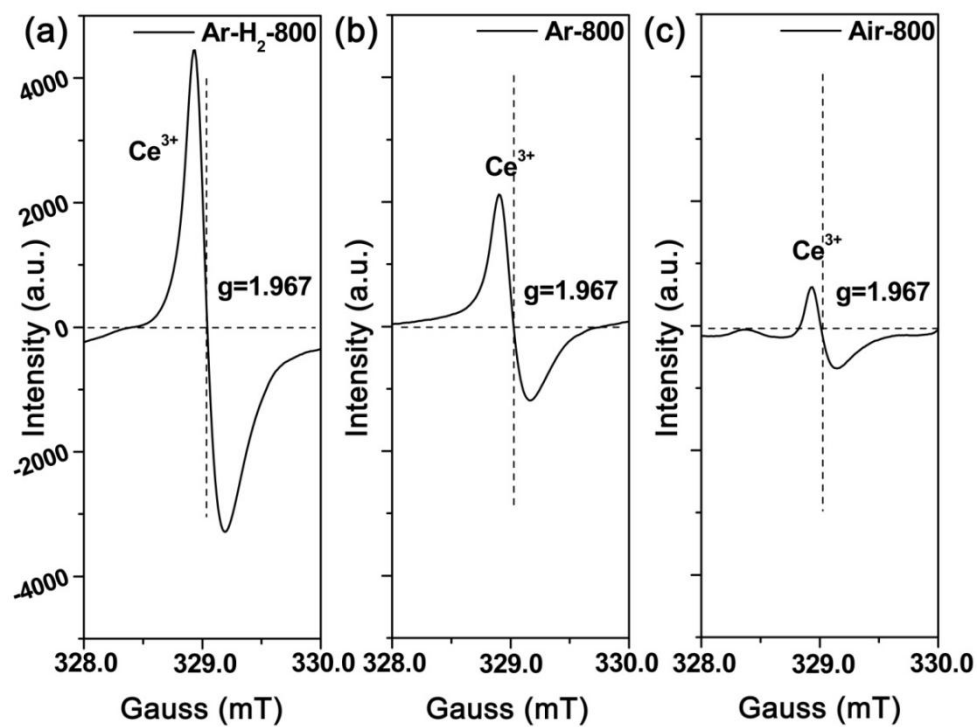 (a) Ar-H₂-800
Ce³⁺
g=1.967
Intensity (a.u.)
4000
2000
0
-2000
-4000
328.0 329.0 330.0
Gauss (mT)
(b) Ar-800
Ce³⁺
g=1.967
Intensity (a.u.)
328.0 329.0 330.0
Gauss (mT)
(c) Air-800
Ce³⁺
g=1.967
Intensity (a.u.)
328.0 329.0 330.0
Gauss (mT)